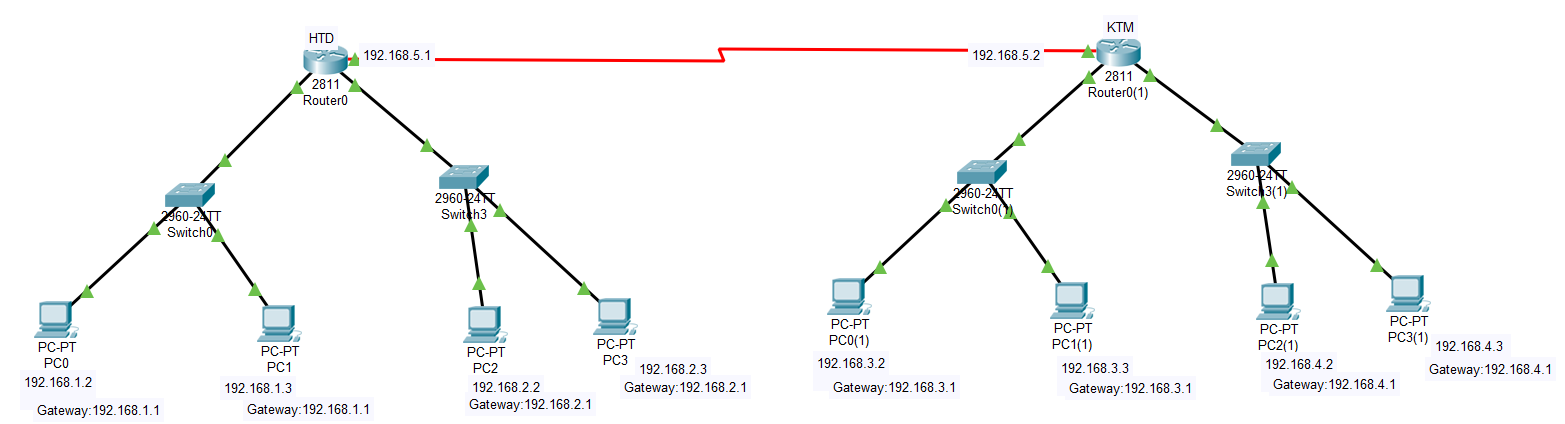 HTD
192.168.5.1
2811
Router0
KTM
192.168.5.2
2811
Router0(1)
2960-24TT
Switch0
2960-24TT
Switch3
2960-24TT
Switch0(1)
2960-24TT
Switch3(1)
PC-PT
PC0
192.168.1.2
Gateway:192.168.1.1
PC-PT
PC1
192.168.1.3
Gateway:192.168.1.1
PC-PT
PC2
192.168.2.2
Gateway:192.168.2.1
PC-PT
PC3
192.168.2.3
Gateway:192.168.2.1
PC-PT
PC0(1)
192.168.3.2
Gateway:192.168.3.1
PC-PT
PC1(1)
192.168.3.3
Gateway:192.168.3.1
PC-PT
PC2(1)
192.168.4.2
Gateway:192.168.4.1
PC-PT
PC3(1)
192.168.4.3
Gateway:192.168.4.1